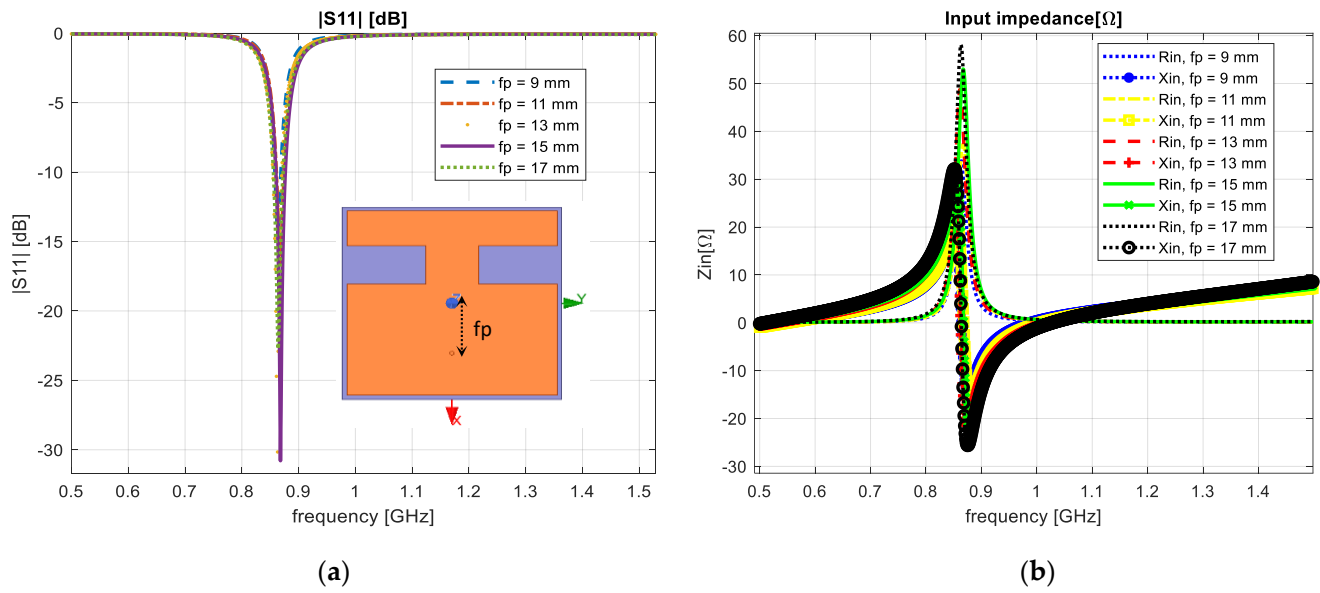 |S11| [dB]
0
-5
-10
-15
-20
-25
-30
|S11| [dB]
0.5 0.6 0.7 0.8 0.9 1 1.1 1.2 1.3 1.4 1.5
frequency [GHz]
fp = 9 mm
fp = 11 mm
fp = 13 mm
fp = 15 mm
fp = 17 mm
Y
fp
X
(a)
Input impedance[Ω]
60
50
40
30
20
10
0
-10
-20
-30
Zin[Ω]
0.5 0.6 0.7 0.8 0.9 1 1.1 1.2 1.3 1.4
frequency [GHz]
Rin, fp = 9 mm
Xin, fp = 9 mm
Rin, fp = 11 mm
Xin, fp = 11 mm
Rin, fp = 13 mm
Xin, fp = 13 mm
Rin, fp = 15 mm
Xin, fp = 15 mm
Rin, fp = 17 mm
Xin, fp = 17 mm
(b)